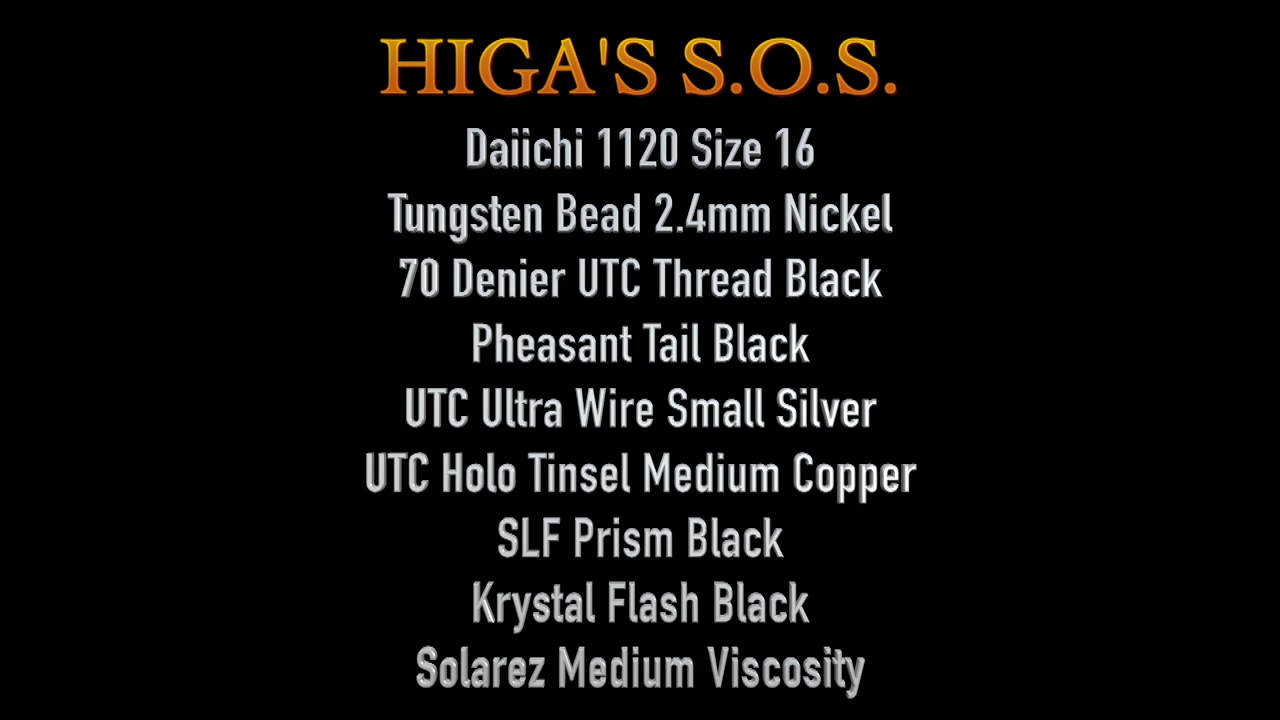 HIGA'S S.O.S.
Daiichi 1120 Size 16
Tungsten Bead 2.4mm Nickel
70 Denier UTC Thread Black
Pheasant Tail Black
UTC Ultra Wire Small Silver
UTC Holo Tinsel Medium Copper
SLF Prism Black
Krystal Flash Black
Solarez Medium Viscosity